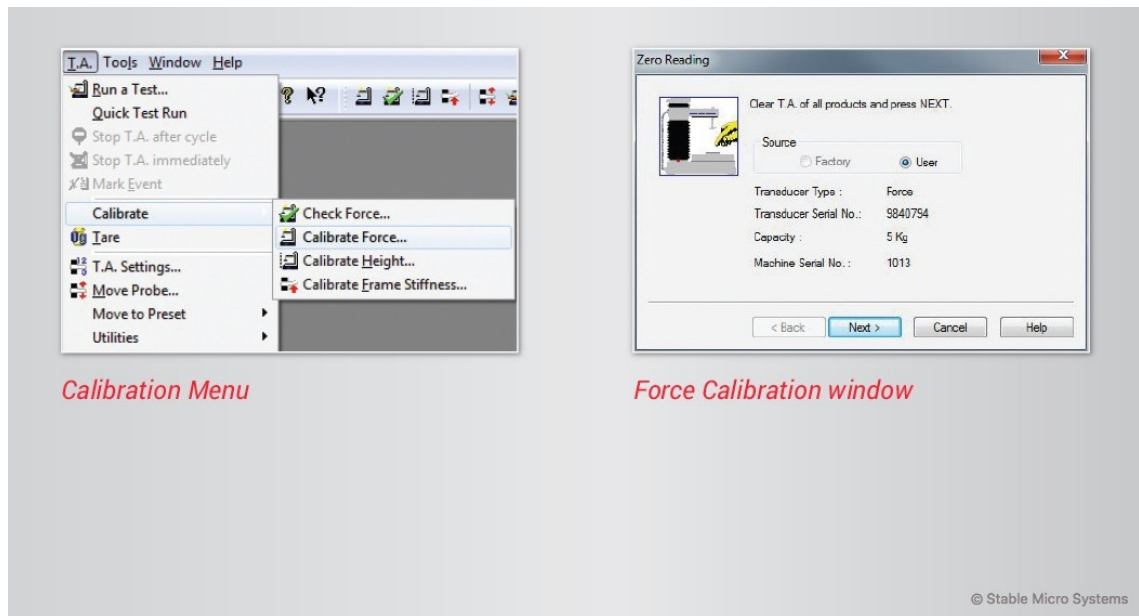 T.A. Tools Window Help
Run a Test...
Quick Test Run
Stop T.A. after cycle
Stop T.A. immediately
Mark Event
Calibrate
Tare
T.A. Settings...
Move Probe...
Move to Preset
Utilities
Check Force...
Calibrate Force...
Calibrate Height...
Calibrate Frame Stiffness...
Calibration Menu
Zero Reading
Clear T.A. of all products and press NEXT.
Source
Factory User
Transducer Type : Force
Transducer Serial No.: 9840794
Capacity : 5 Kg
Machine Serial No. : 1013
< Back Next > Cancel Help
Force Calibration window
© Stable Micro Systems